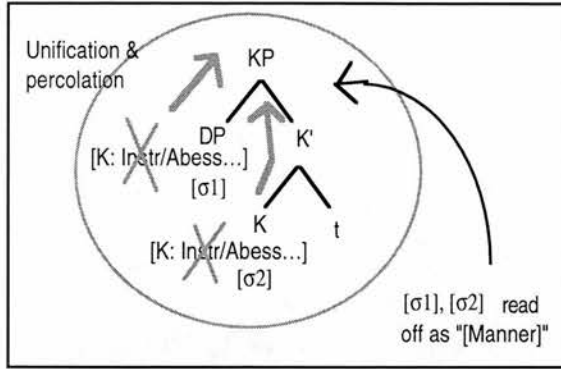 Unification &
percolation
KP
DP
K'
[K: Instr/Abess...]
[σ1]
K
t
[K: Instr/Abess...]
[σ2]
[σ1], [σ2] read
off as "[Manner]"